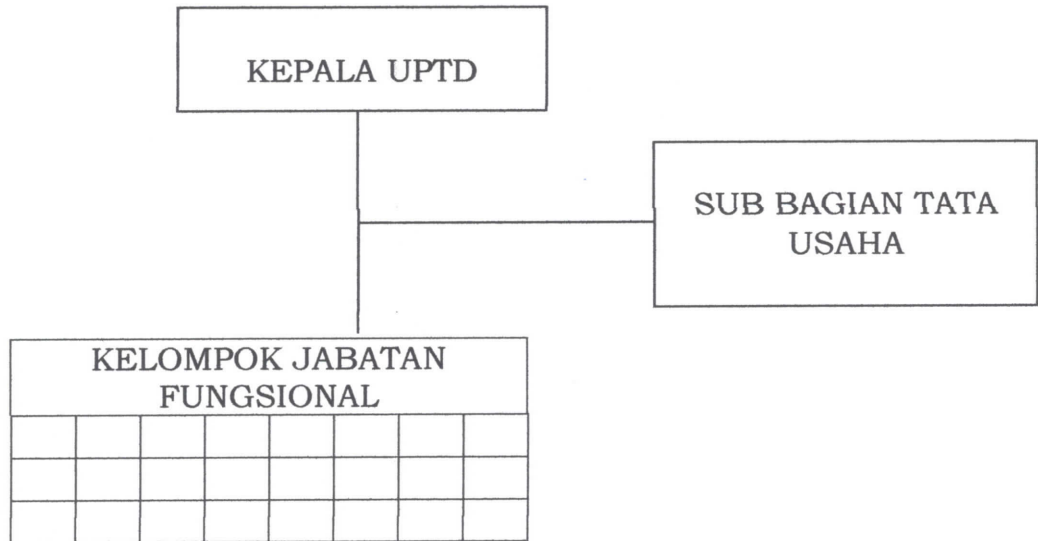 KEPALA UPTD
SUB BAGIAN TATA
USAHA
KELOMPOK JABATAN
FUNGSIONAL